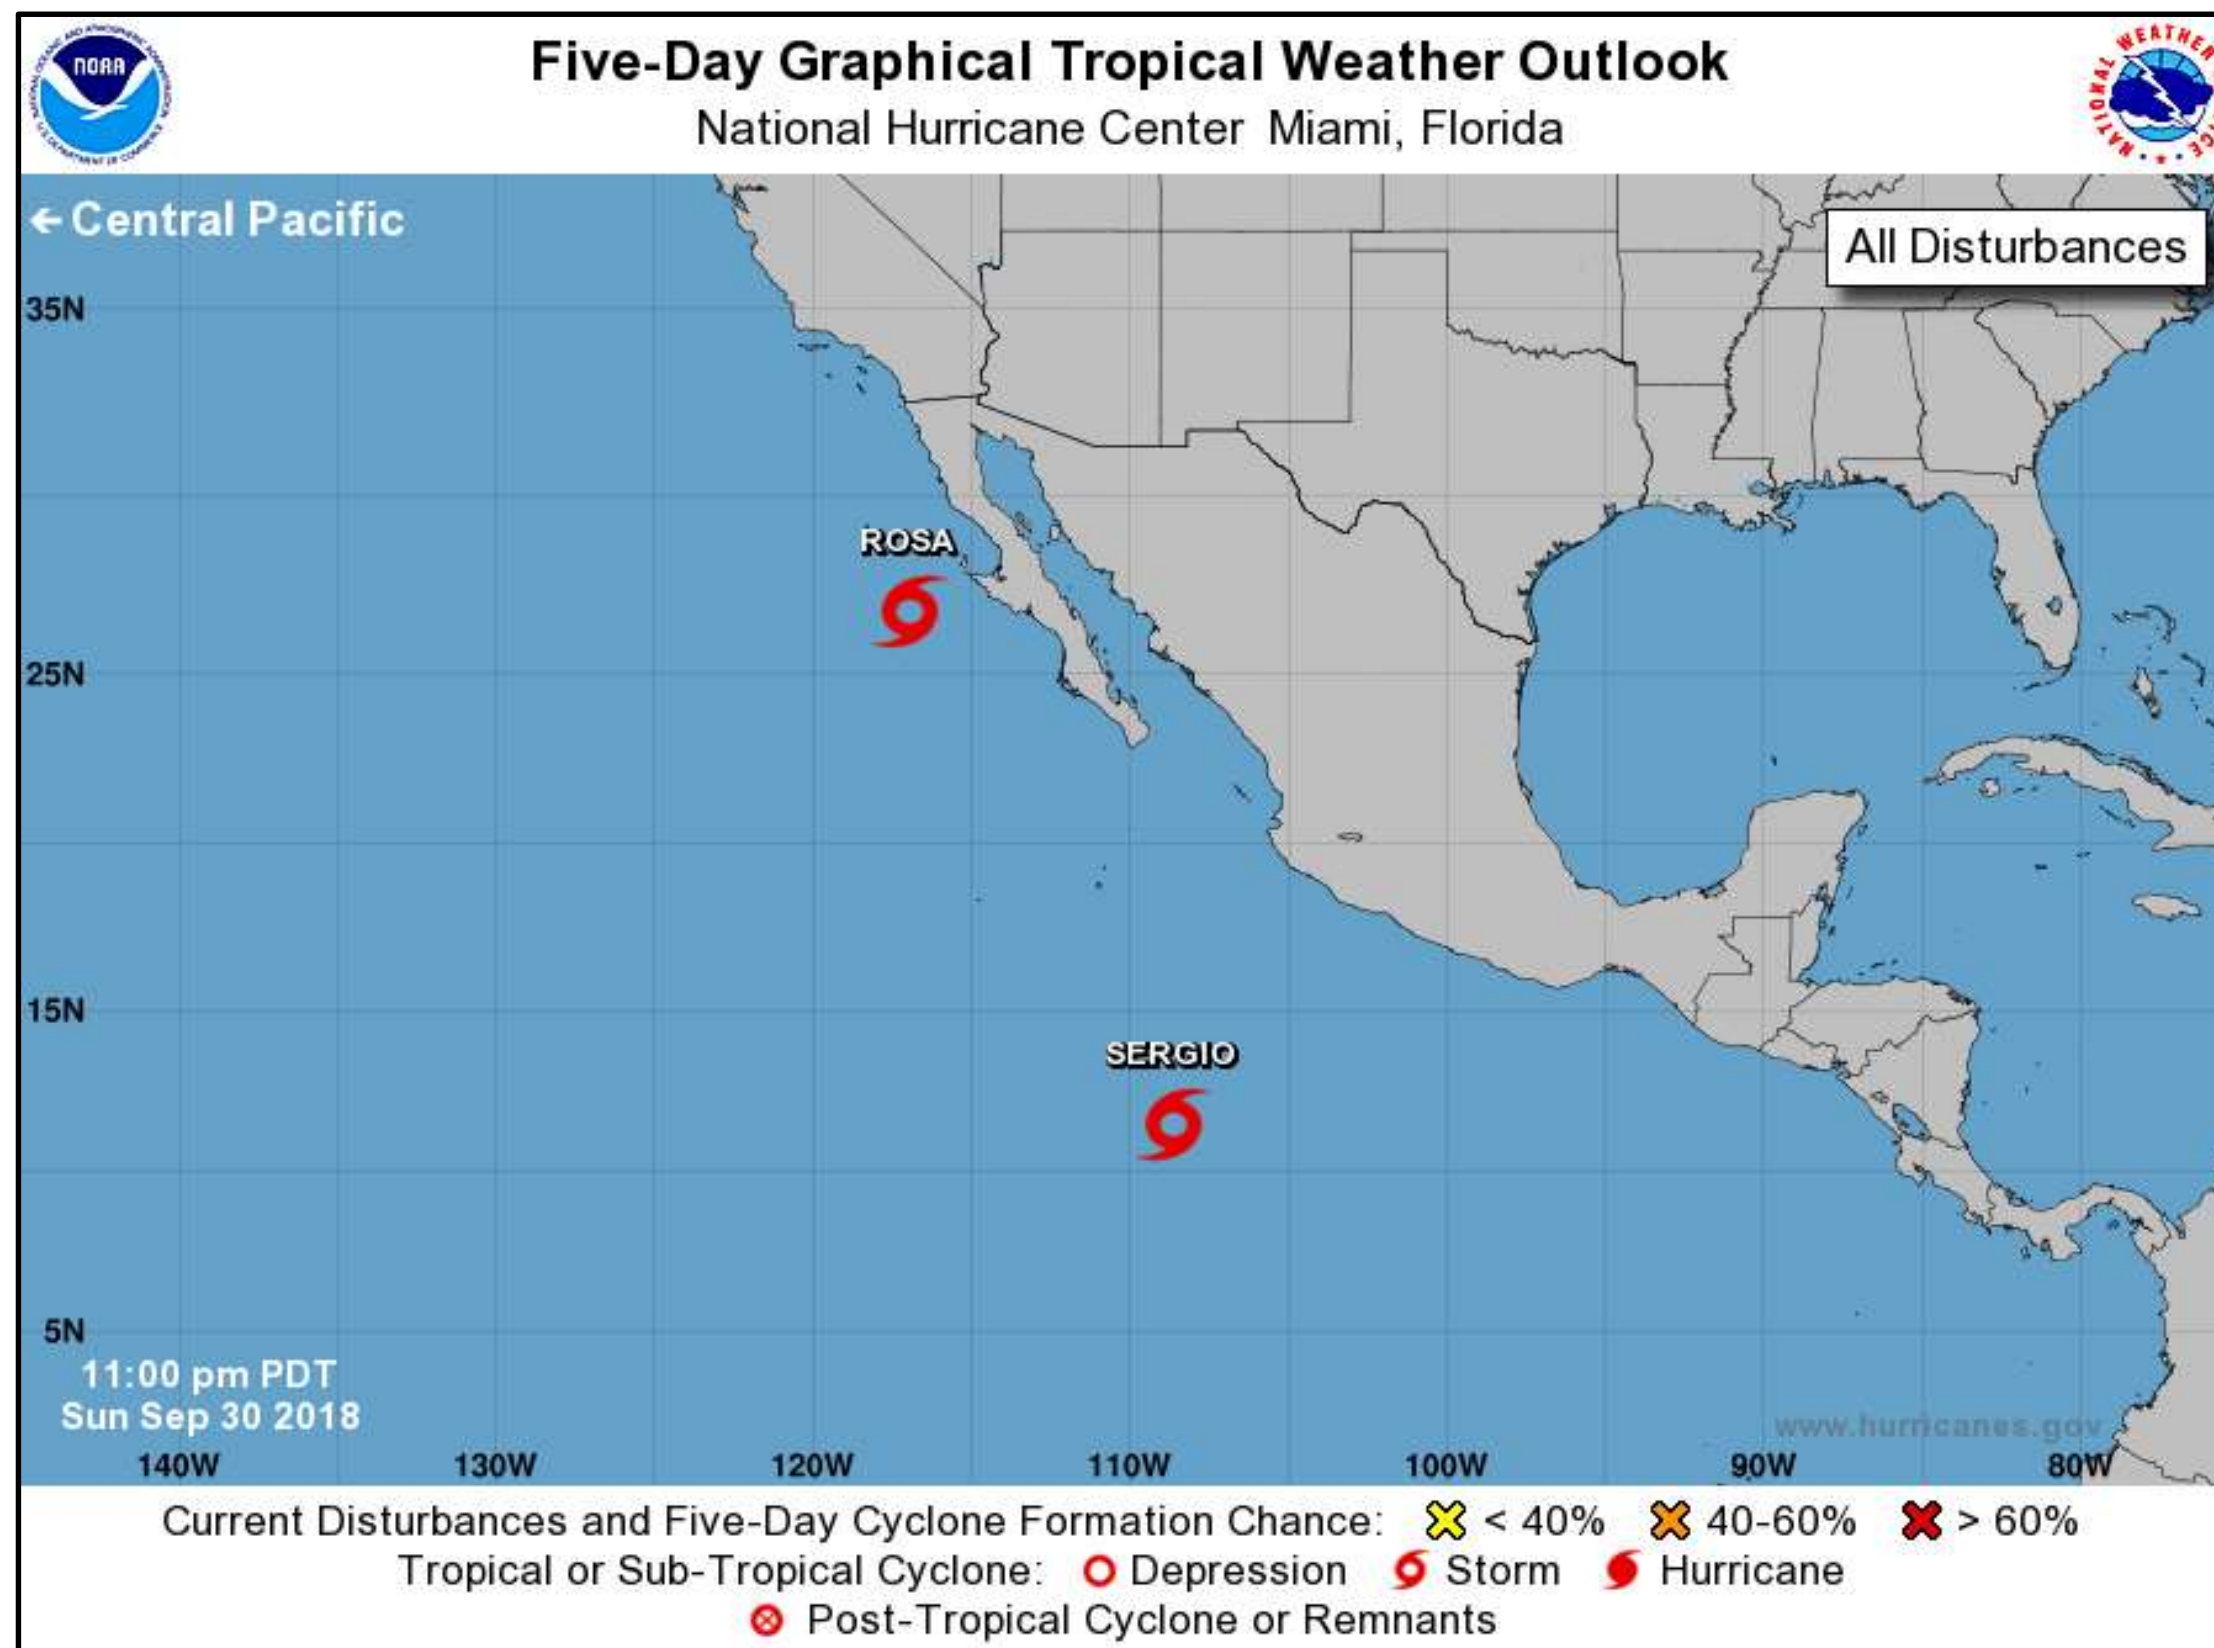 NOAA
Five-Day Graphical Tropical Weather Outlook
National Hurricane Center Miami, Florida
NATIONAL WEATHER
← Central Pacific
All Disturbances
35N
ROSA
25N
15N
SERGIO
5N
11:00 pm PDT
Sun Sep 30 2018
www.hurricanes.gov
140W 130W 120W 110W 100W 90W 80W
Current Disturbances and Five-Day Cyclone Formation Chance: < 40% 40-60% > 60%
Tropical or Sub-Tropical Cyclone: Depression Storm Hurricane
Post-Tropical Cyclone or Remnants